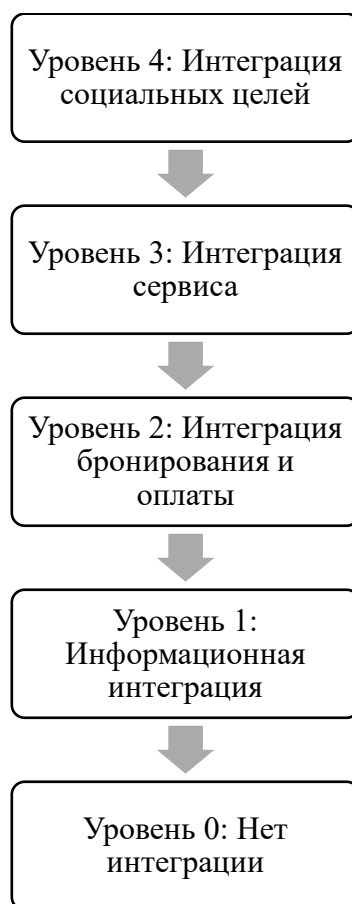 Уровень 4: Интеграция
социальных целей
Уровень 3: Интеграция
сервиса
Уровень 2: Интеграция
бронирования и
оплаты
Уровень 1:
Информационная
интеграция
Уровень 0: Нет
интеграции